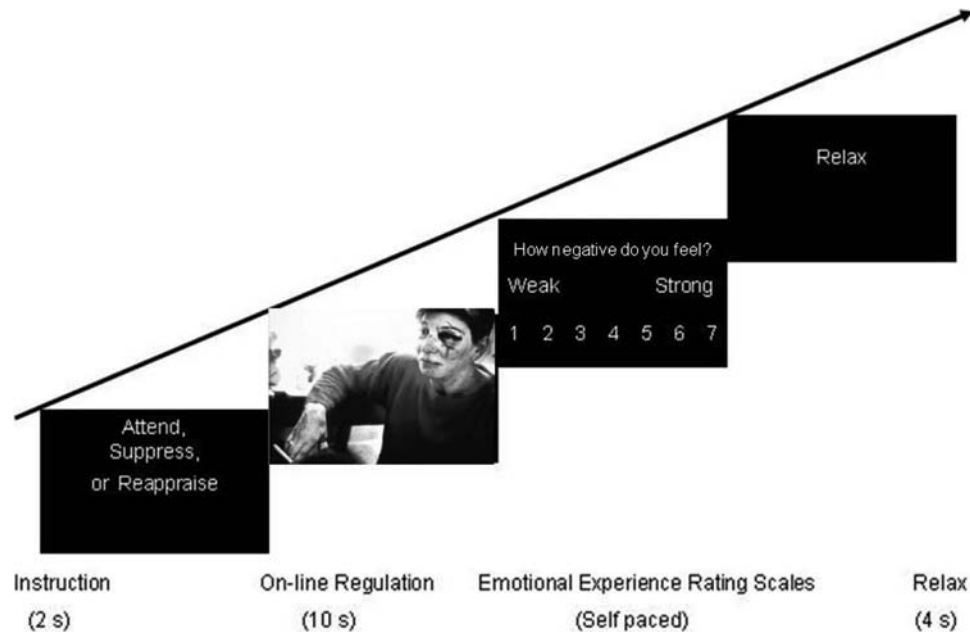 Relax
How negative do you feel?
Weak Strong
1 2 3 4 5 6 7
Attend,
Suppress,
or Reappraise
Instruction On-line Regulation Emotional Experience Rating Scales Relax
(2 s) (10 s) (Self paced) (4 s)